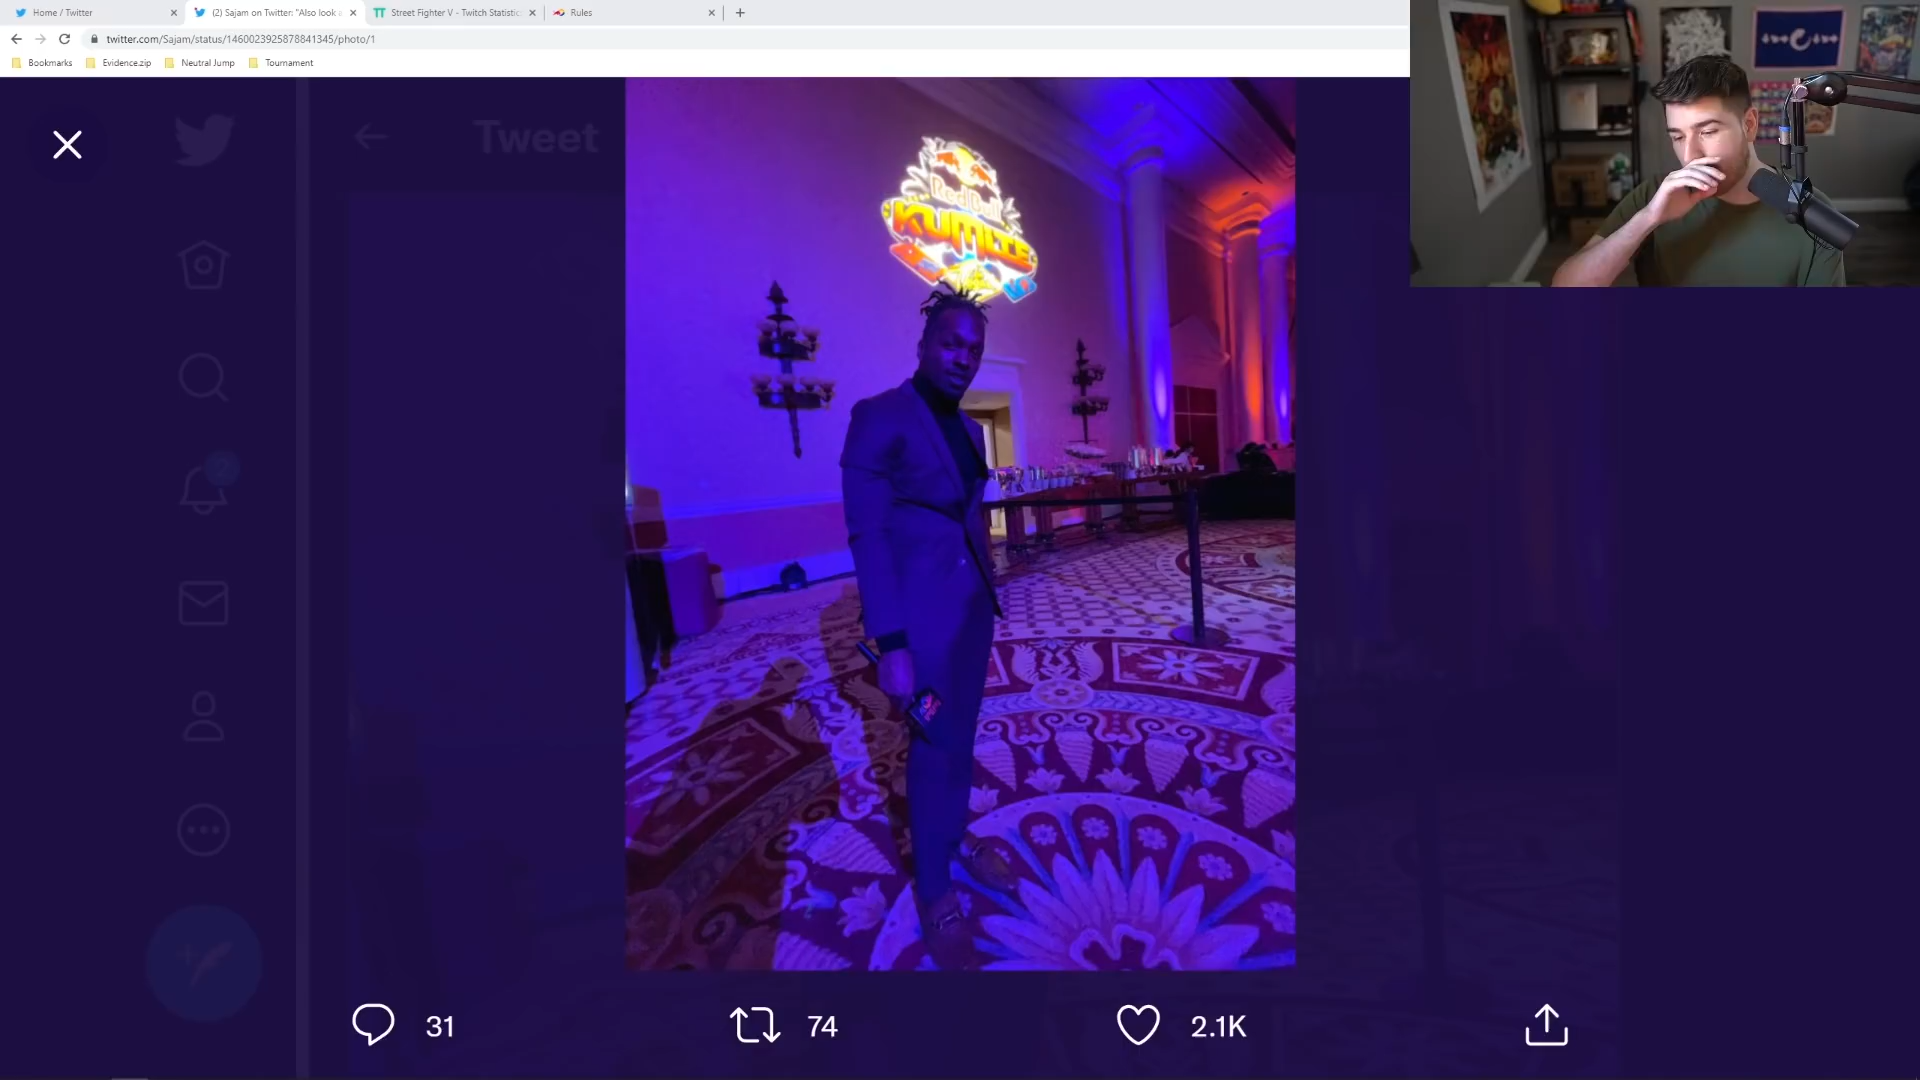 Home / Twitter
(2) Sajam on Twitter: "Also look
Street Fighter V - Twitch Statistic
Rules
twitter.com/Sajam/status/1460023925878841345/photo/1
Bookmarks
Evidence.zip
Neutral Jump
Tournament
Tweet
2
Red Bull
KUMITE
31
74
2.1K